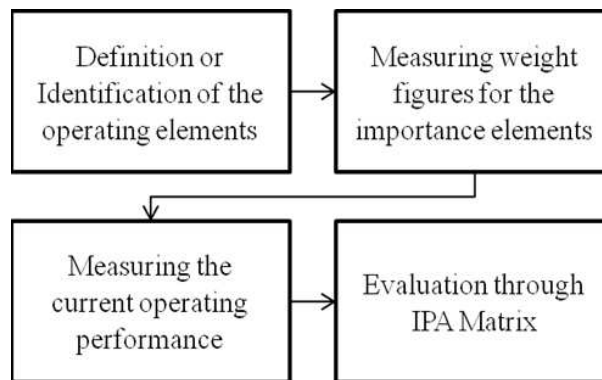 Definition or
Identification of the
operating elements
Measuring weight
figures for the
importance elements
Measuring the
current operating
performance
Evaluation through
IPA Matrix